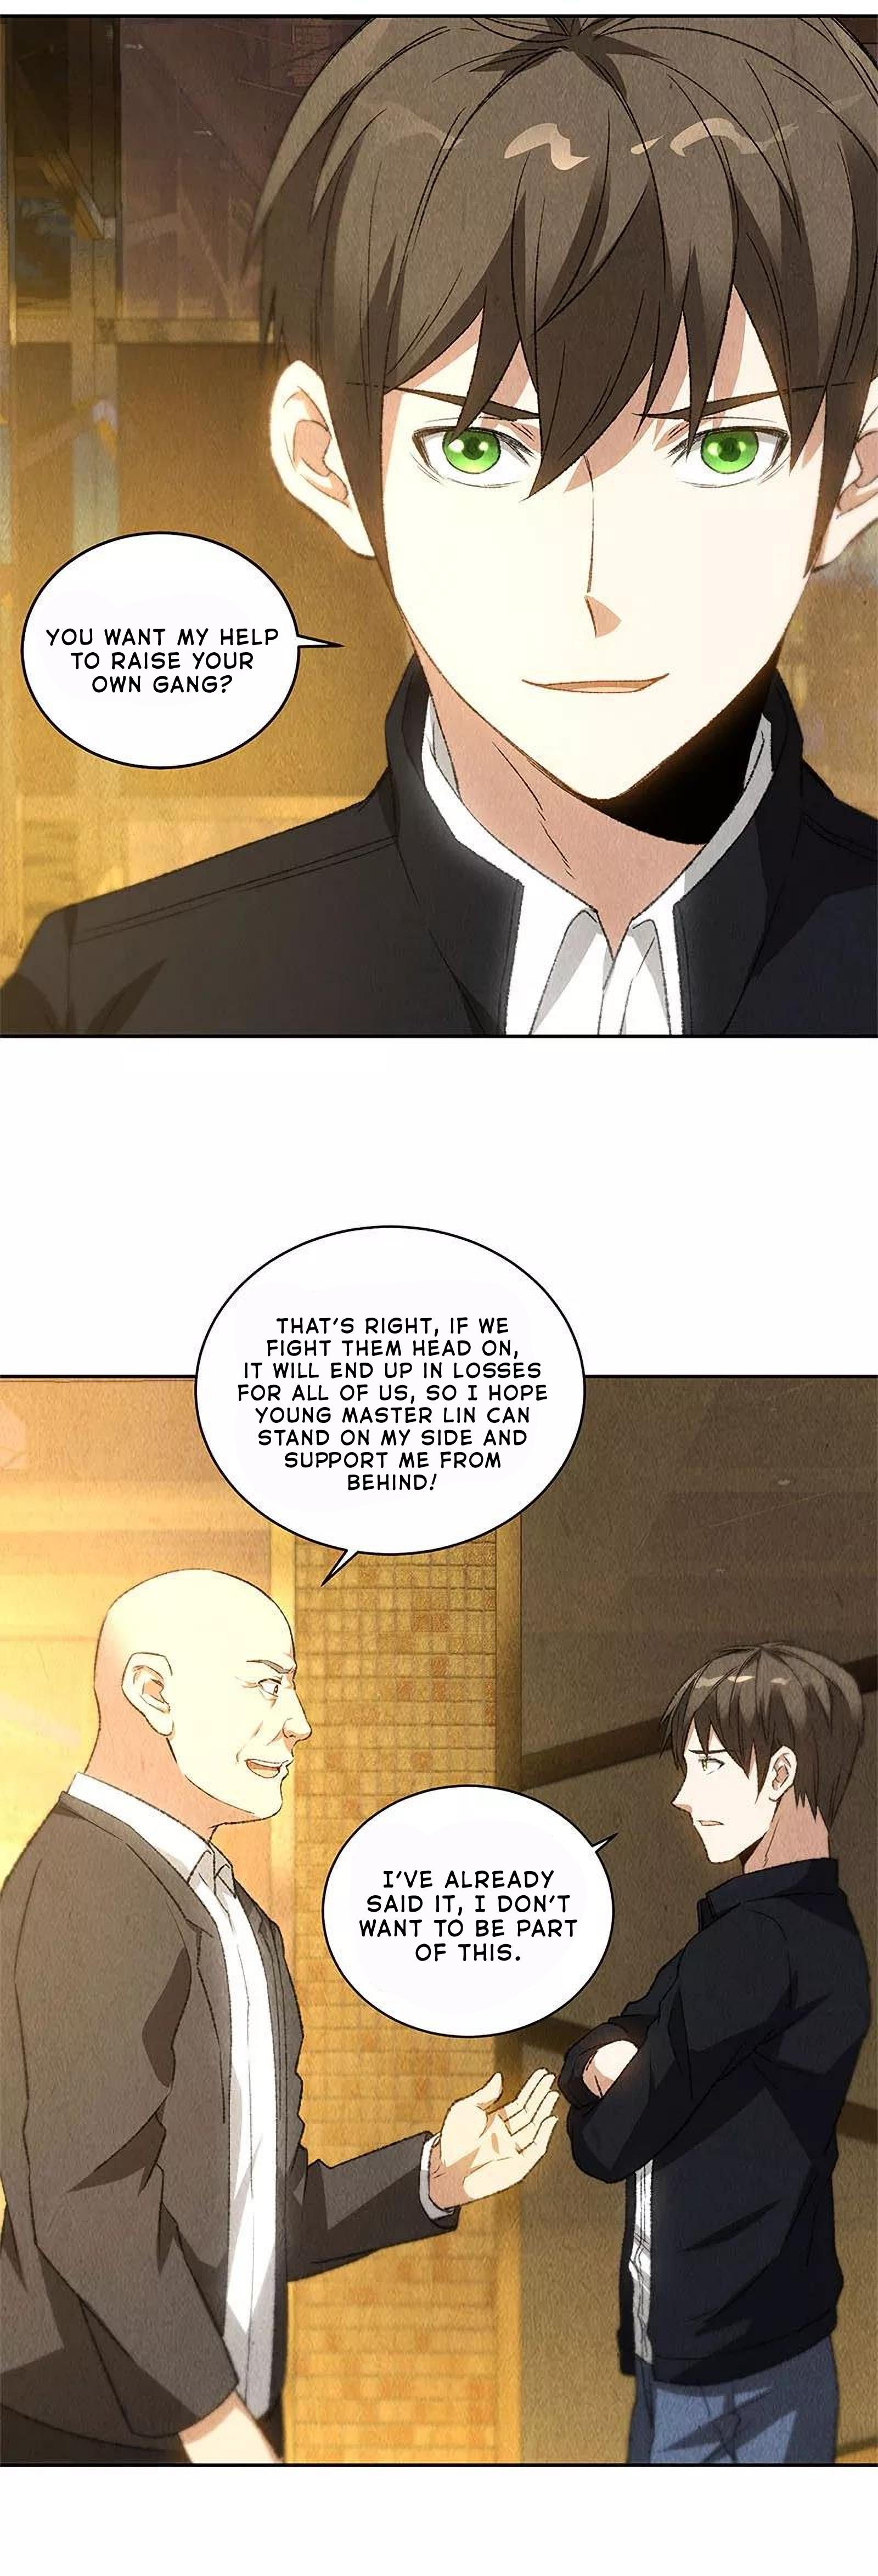 YOU WANT MY HELP
TO RAISE YOUR
OWN GANG?
THAT'S RIGHT, IF WE
FIGHT THEM HEAD ON,
IT WILL END UP IN LOSSES
FOR ALL OF US, SO I HOPE
YOUNG MASTER LIN CAN
STAND ON MY SIDE AND
SUPPORT ME FROM
BEHIND!
I'VE ALREADY
SAID IT, I DON'T
WANT TO BE PART
OF THIS.